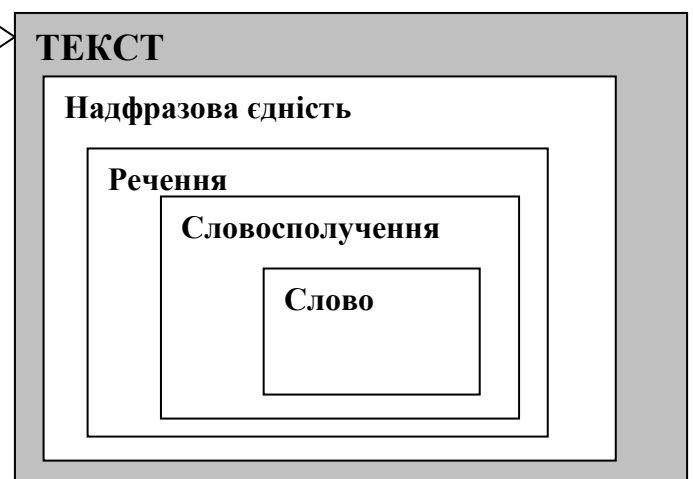 ТЕКСТ
Надфразова єдність
Речення
Словосполучення
Слово